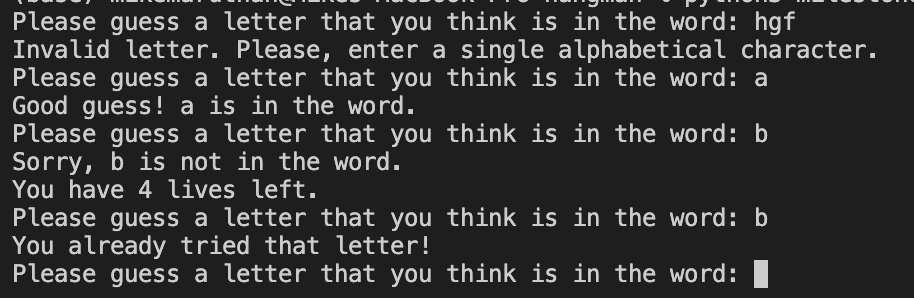 Please guess a letter that you think is in the word: hgf
Invalid letter. Please, enter a single alphabetical character.
Please guess a letter that you think is in the word: a
Good guess! a is in the word.
Please guess a letter that you think is in the word: b
Sorry, b is not in the word.
You have 4 lives left.
Please guess a letter that you think is in the word: b
You already tried that letter!
Please guess a letter that you think is in the word: